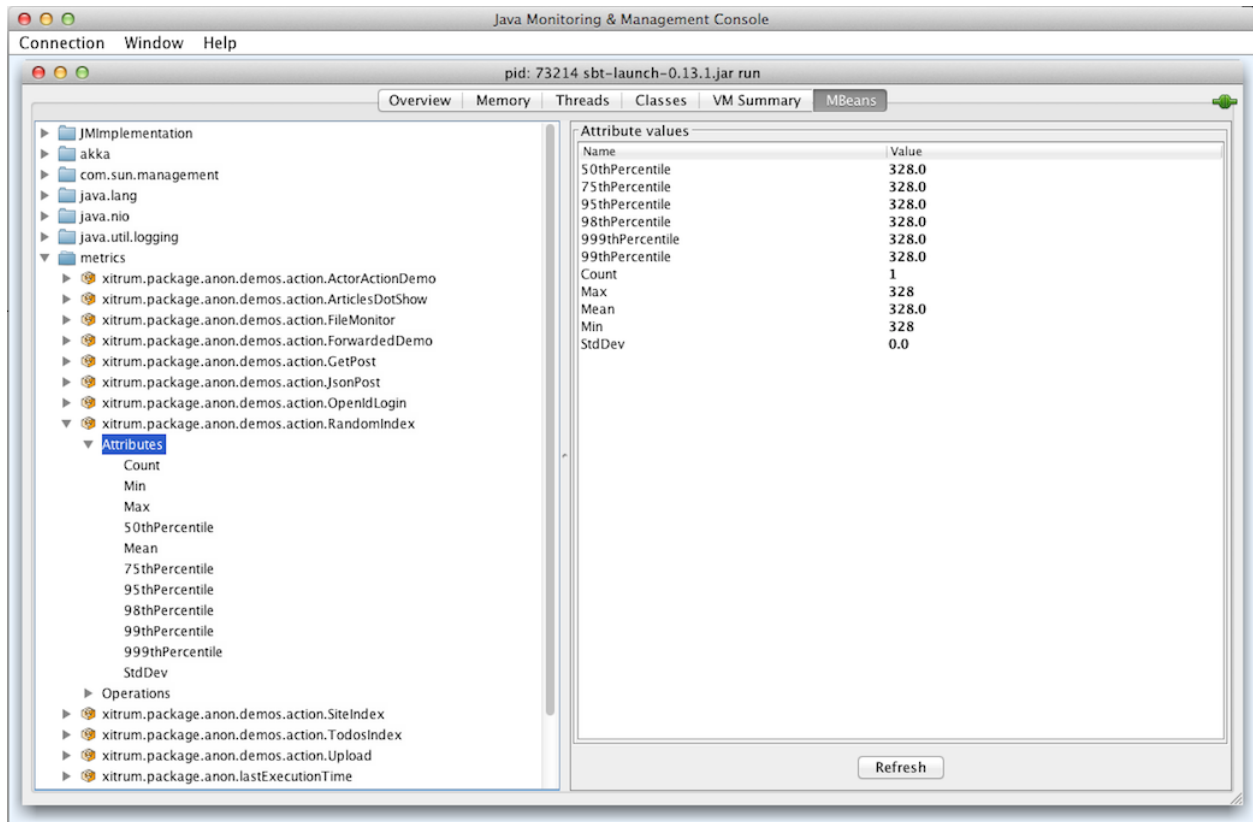 Java Monitoring & Management Console
Connection Window Help
pid: 73214 sbt-launch-0.13.1.jar run
Overview Memory Threads Classes VM Summary MBeans
JMImplementation
akka
com.sun.management
java.lang
java.nio
java.util.logging
metrics
xitrum.package.anon.demos.action.ActorActionDemo
xitrum.package.anon.demos.action.ArticlesDotShow
xitrum.package.anon.demos.action.FileMonitor
xitrum.package.anon.demos.action.ForwardedDemo
xitrum.package.anon.demos.action.GetPost
xitrum.package.anon.demos.action.JsonPost
xitrum.package.anon.demos.action.OpenIdLogin
xitrum.package.anon.demos.action.RandomIndex
Attributes
Count
Min
Max
50thPercentile
Mean
75thPercentile
95thPercentile
98thPercentile
99thPercentile
999thPercentile
StdDev
Operations
xitrum.package.anon.demos.action.SiteIndex
xitrum.package.anon.demos.action.TodosIndex
xitrum.package.anon.demos.action.Upload
xitrum.package.anon.lastExecutionTime
Attribute values
Name Value
50thPercentile 328.0
75thPercentile 328.0
95thPercentile 328.0
98thPercentile 328.0
999thPercentile 328.0
99thPercentile 328.0
Count 1
Max 328
Mean 328.0
Min 328
StdDev 0.0
Refresh